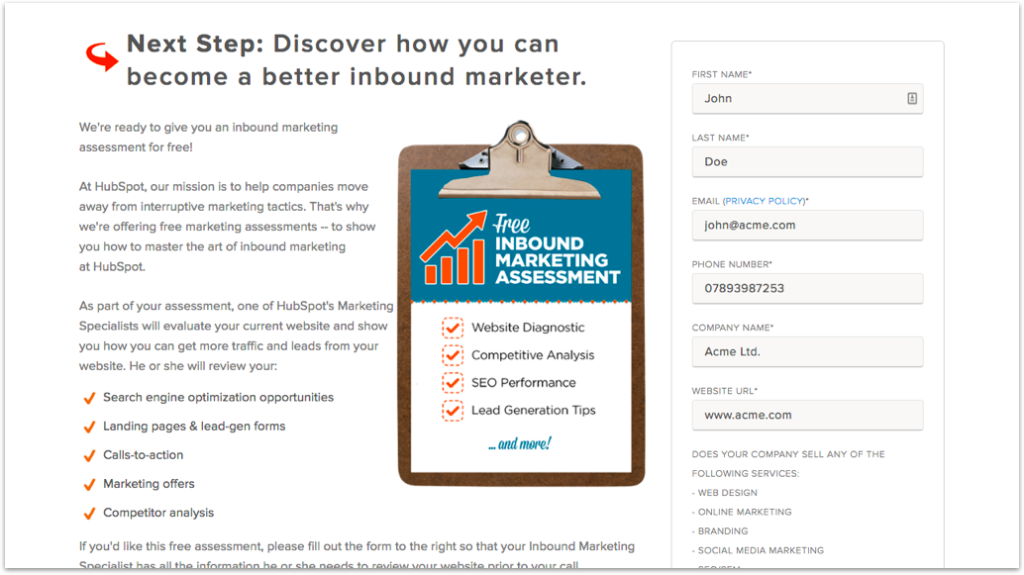 Next Step: Discover how you can
become a better inbound marketer.
We're ready to give you an inbound marketing
assessment for free!
At HubSpot, our mission is to help companies move
away from interruptive marketing tactics. That's why
we're offering free marketing assessments -- to show
you how to master the art of inbound marketing
at HubSpot.
As part of your assessment, one of HubSpot's Marketing
Specialists will evaluate your current website and show
you how you can get more traffic and leads from your
website. He or she will review your:
Search engine optimization opportunities
Landing pages & lead-gen forms
Calls-to-action
Marketing offers
Competitor analysis
If you'd like this free assessment, please fill out the form to the right so that your Inbound Marketing
Specialist has all the information he or she needs to review your website prior to your call.
Free
INBOUND
MARKETING
ASSESSMENT
Website Diagnostic
Competitive Analysis
SEO Performance
Lead Generation Tips
... and more!
FIRST NAME*
John
LAST NAME*
Doe
EMAIL (PRIVACY POLICY)*
john@acme.com
PHONE NUMBER*
07893987253
COMPANY NAME*
Acme Ltd.
WEBSITE URL*
www.acme.com
DOES YOUR COMPANY SELL ANY OF THE
FOLLOWING SERVICES:
- WEB DESIGN
- ONLINE MARKETING
- BRANDING
- SOCIAL MEDIA MARKETING
- SEO/SEM